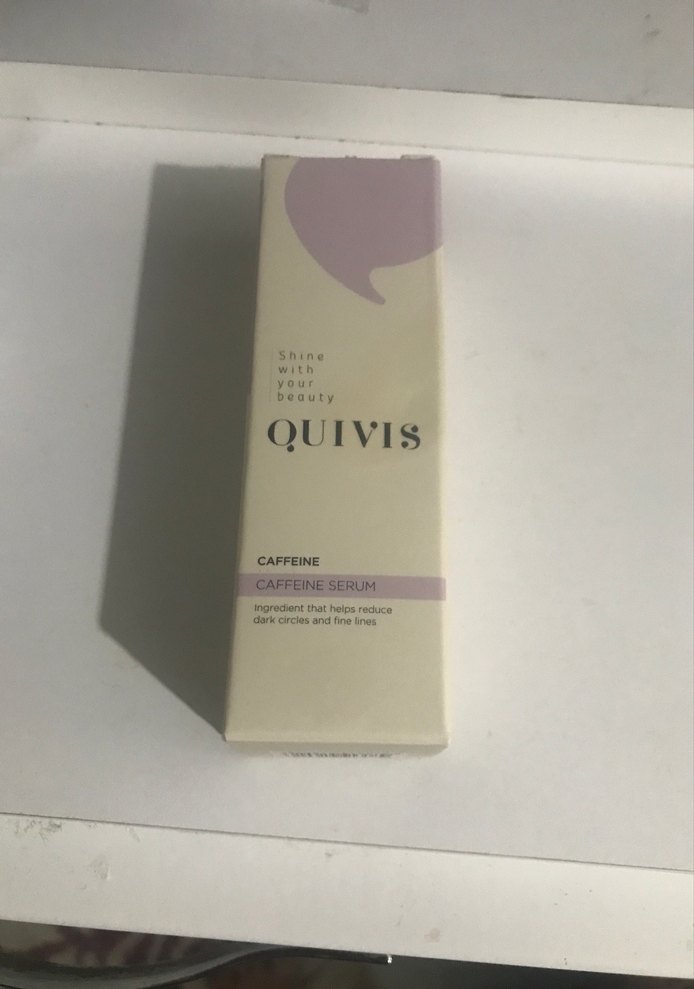 Shine
with
your
beauty
QUIVIS
CAFFEINE
CAFFEINE SERUM
Ingredient that helps reduce
dark circles and fine lines